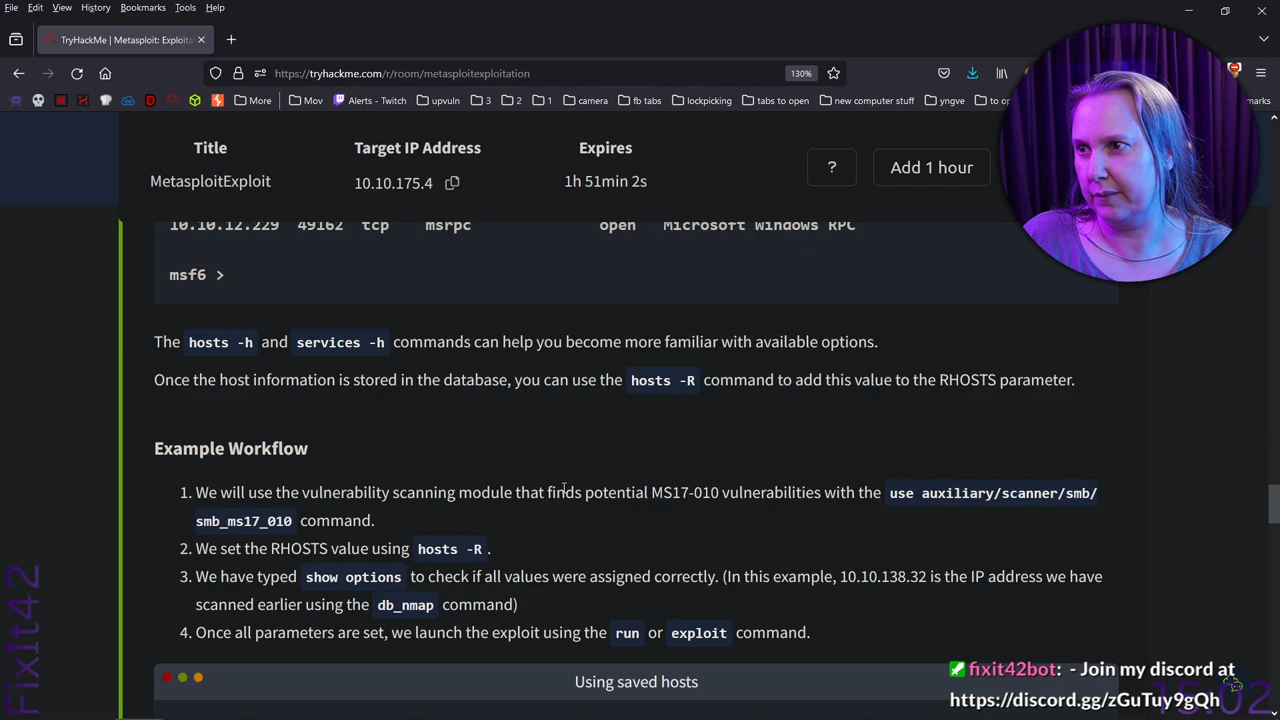 File Edit View History Bookmarks Tools Help
TryHackMe | Metasploit: Exploita
https://tryhackme.com/r/room/metasploitexploitation
130%
More Mov Alerts - Twitch upvuln 3 2 1 camera fb tabs lockpicking tabs to open new computer stuff yngve to op
Title Target IP Address Expires
MetasploitExploit 10.10.175.4 1h 51min 2s ? Add 1 hour
10.10.12.229 49162 tcp msrpc open Microsoft Windows RPC
msf6 >
The hosts -h and services -h commands can help you become more familiar with available options.
Once the host information is stored in the database, you can use the hosts -R command to add this value to the RHOSTS parameter.
Example Workflow
1. We will use the vulnerability scanning module that finds potential MS17-010 vulnerabilities with the use auxiliary/scanner/smb/
smb_ms17_010 command.
2. We set the RHOSTS value using hosts -R .
3. We have typed show options to check if all values were assigned correctly. (In this example, 10.10.138.32 is the IP address we have
scanned earlier using the db_nmap command)
4. Once all parameters are set, we launch the exploit using the run or exploit command.
Using saved hosts
FixIt42
fixit42bot: - Join my discord at
https://discord.gg/zGuTuy9gQh